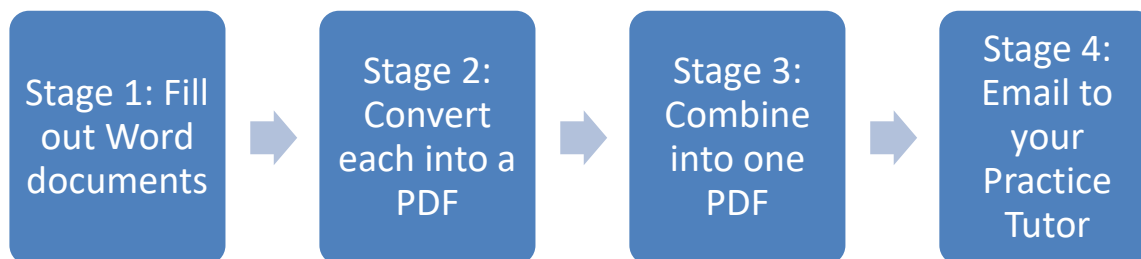 Stage 1: Fill
out Word
documents
Stage 2:
Convert
each into a
PDF
Stage 3:
Combine
into one
PDF
Stage 4:
Email to
your
Practice
Tutor